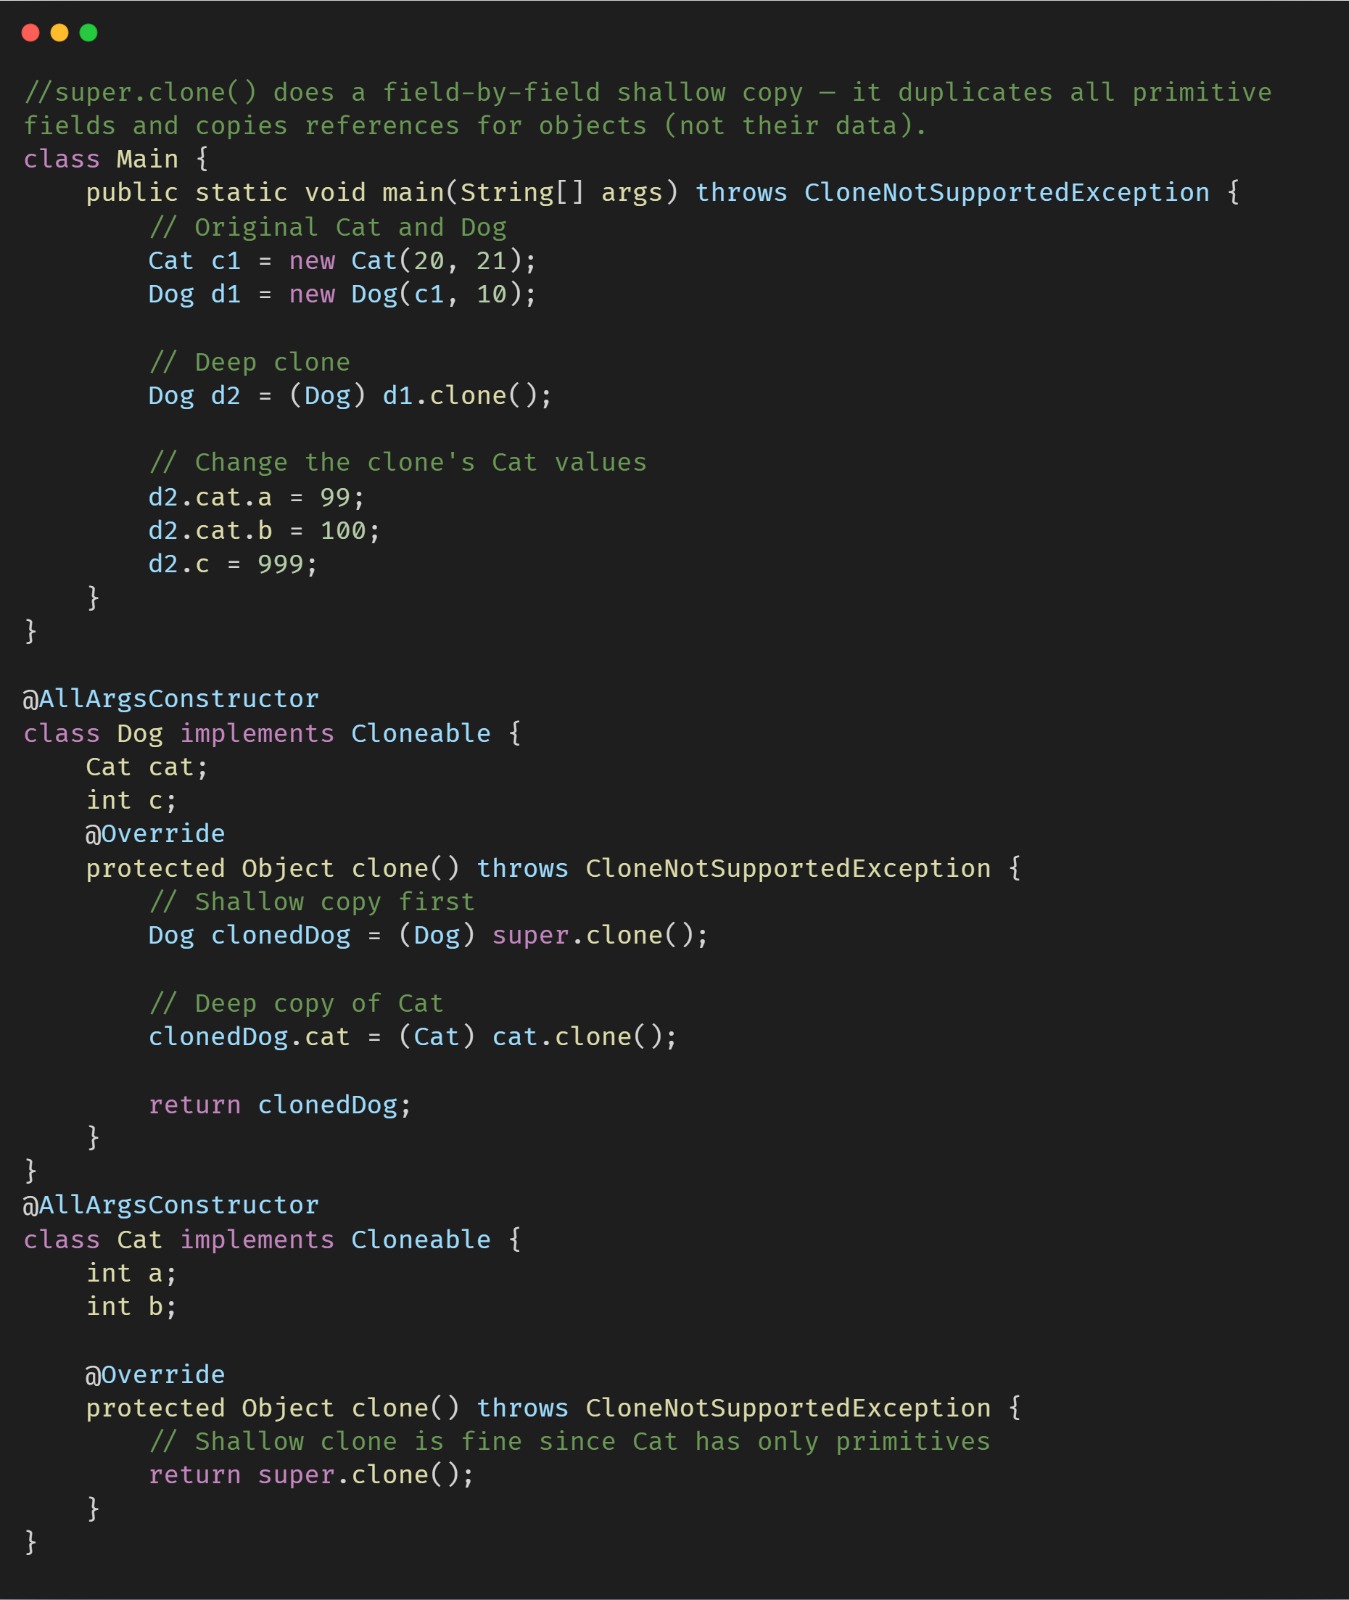 //super.clone() does a field-by-field shallow copy — it duplicates all primitive
fields and copies references for objects (not their data).
class Main {
    public static void main(String[] args) throws CloneNotSupportedException {
        // Original Cat and Dog
        Cat c1 = new Cat(20, 21);
        Dog d1 = new Dog(c1, 10);

        // Deep clone
        Dog d2 = (Dog) d1.clone();

        // Change the clone's Cat values
        d2.cat.a = 99;
        d2.cat.b = 100;
        d2.c = 999;
    }
}

@AllArgsConstructor
class Dog implements Cloneable {
    Cat cat;
    int c;
    @Override
    protected Object clone() throws CloneNotSupportedException {
        // Shallow copy first
        Dog clonedDog = (Dog) super.clone();

        // Deep copy of Cat
        clonedDog.cat = (Cat) cat.clone();

        return clonedDog;
    }
}
@AllArgsConstructor
class Cat implements Cloneable {
    int a;
    int b;

    @Override
    protected Object clone() throws CloneNotSupportedException {
        // Shallow clone is fine since Cat has only primitives
        return super.clone();
    }
}